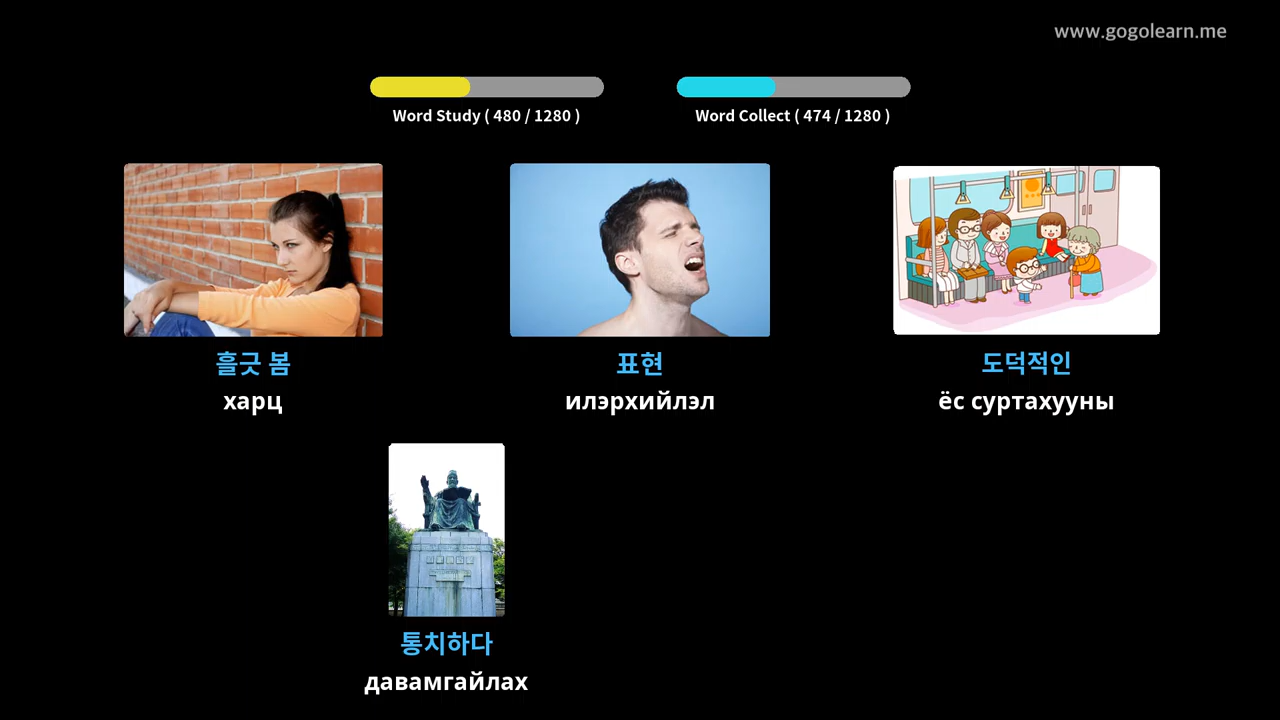 www.gogolearn.me
Word Study ( 480 / 1280 )
Word Collect ( 474 / 1280 )
흘긋 봄
харц
표현
илэрхийлэл
도덕적인
ёс суртахууны
통치하다
давамгайлах